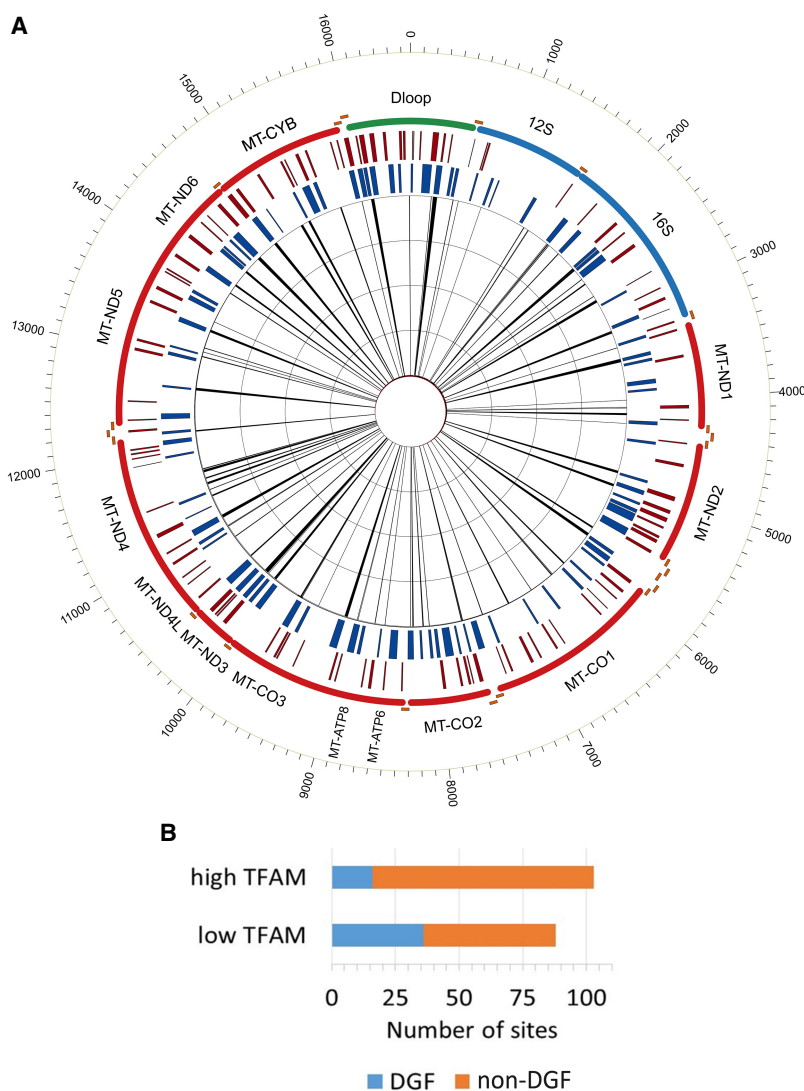 A
0
1000
2000
3000
4000
5000
6000
7000
8000
9000
10000
11000
12000
13000
14000
15000
16000
Dloop
12S
16S
MT-ND1
MT-ND2
MT-CO1
MT-CO2
MT-ATP6
MT-ATP8
MT-CO3
MT-ND3
MT-ND4L
MT-ND4
MT-ND5
MT-ND6
MT-CYB
B
high TFAM
low TFAM
0 25 50 75 100
Number of sites
DGF non-DGF